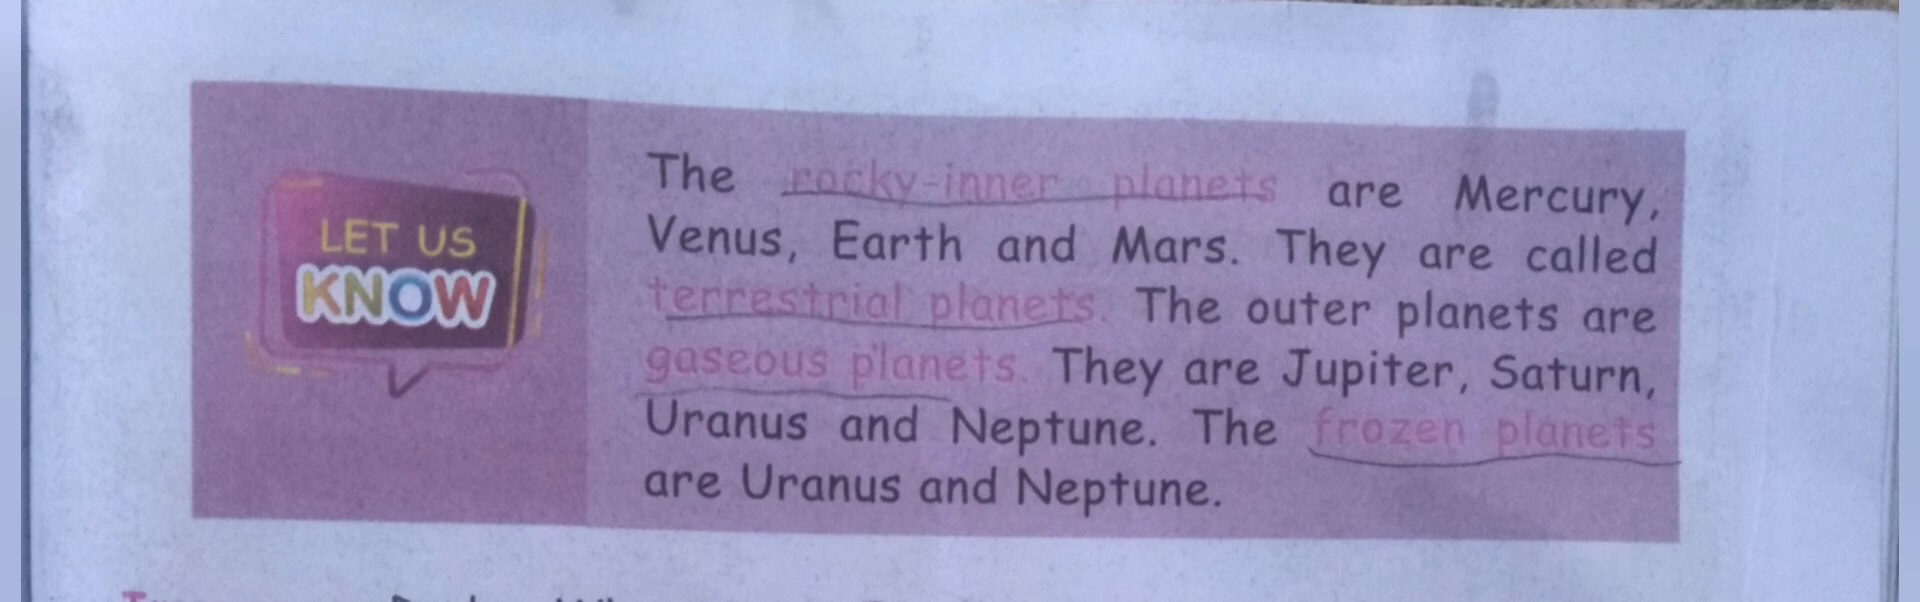 LET US
KNOW
The rocky-inner planets are Mercury,
Venus, Earth and Mars. They are called
terrestrial planets. The outer planets are
gaseous planets. They are Jupiter, Saturn,
Uranus and Neptune. The frozen planets
are Uranus and Neptune.